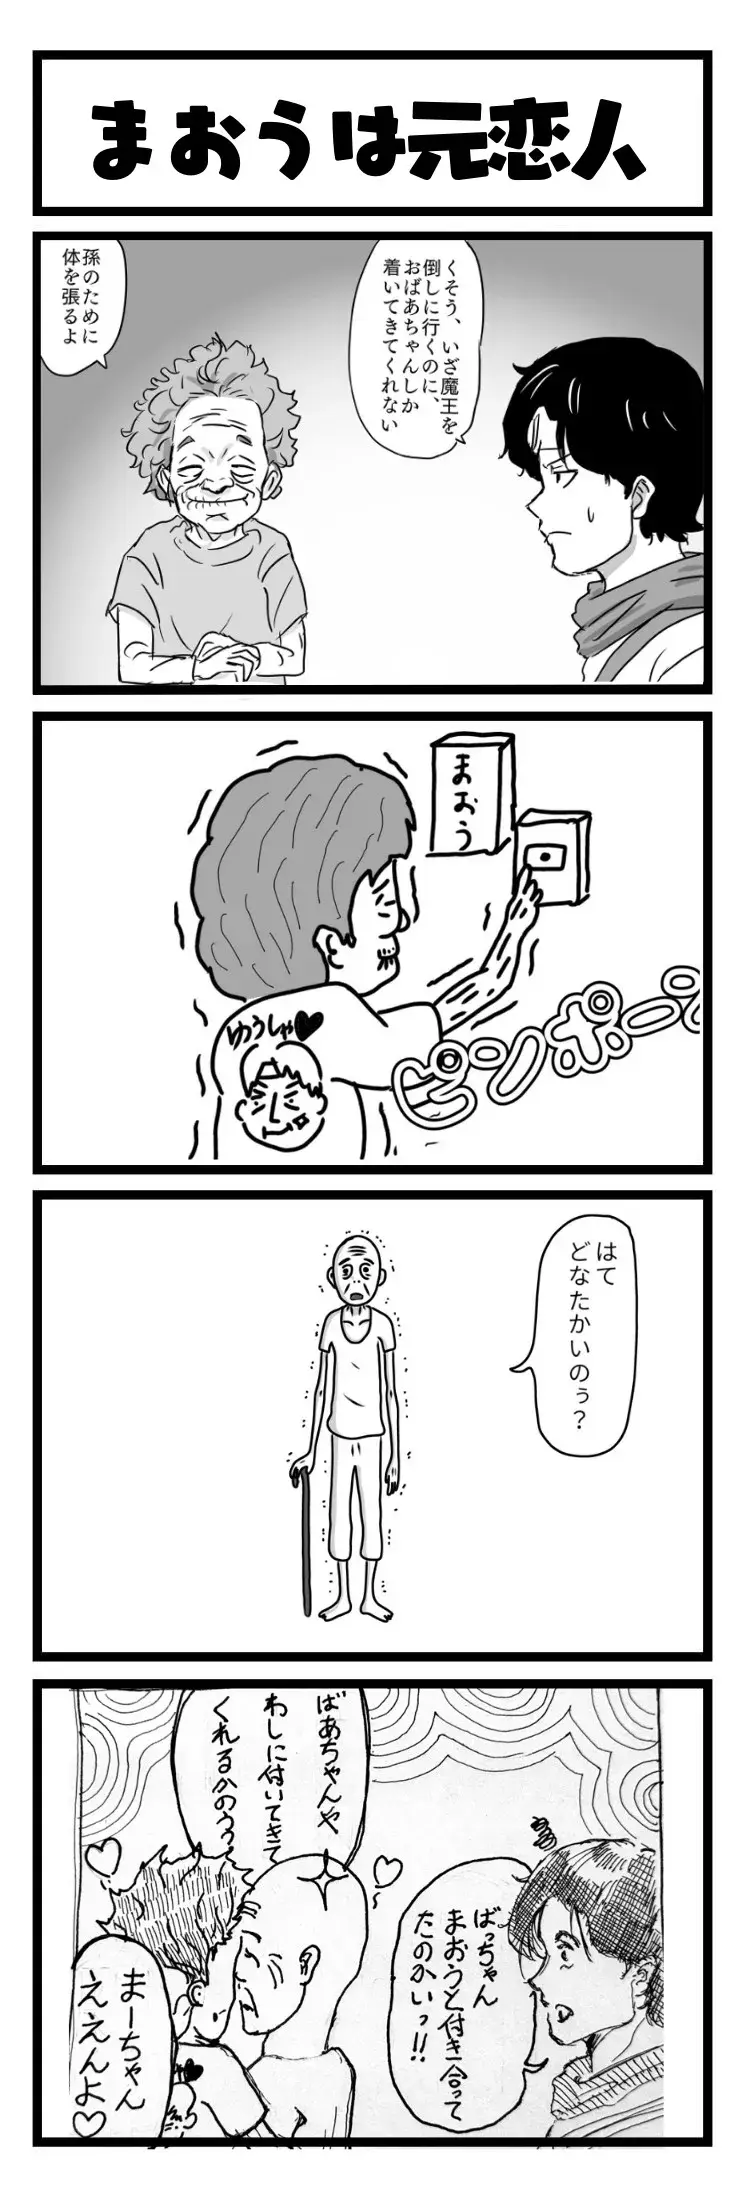 まおうは元恋人
くそう、いざ魔王を
倒しに行くのに、
おばあちゃんしか
着いてきてくれない
孫のために
体を張るよ
まおう
ゆうしゃ♥
ピンポーン
はて
どなたかいのぅ？
ばっちゃん
まおうと付き合って
たのかいっ!!
ばあちゃんや、
わしに付いてきて
くれるかのうっ
まーちゃん
ええんよ♡